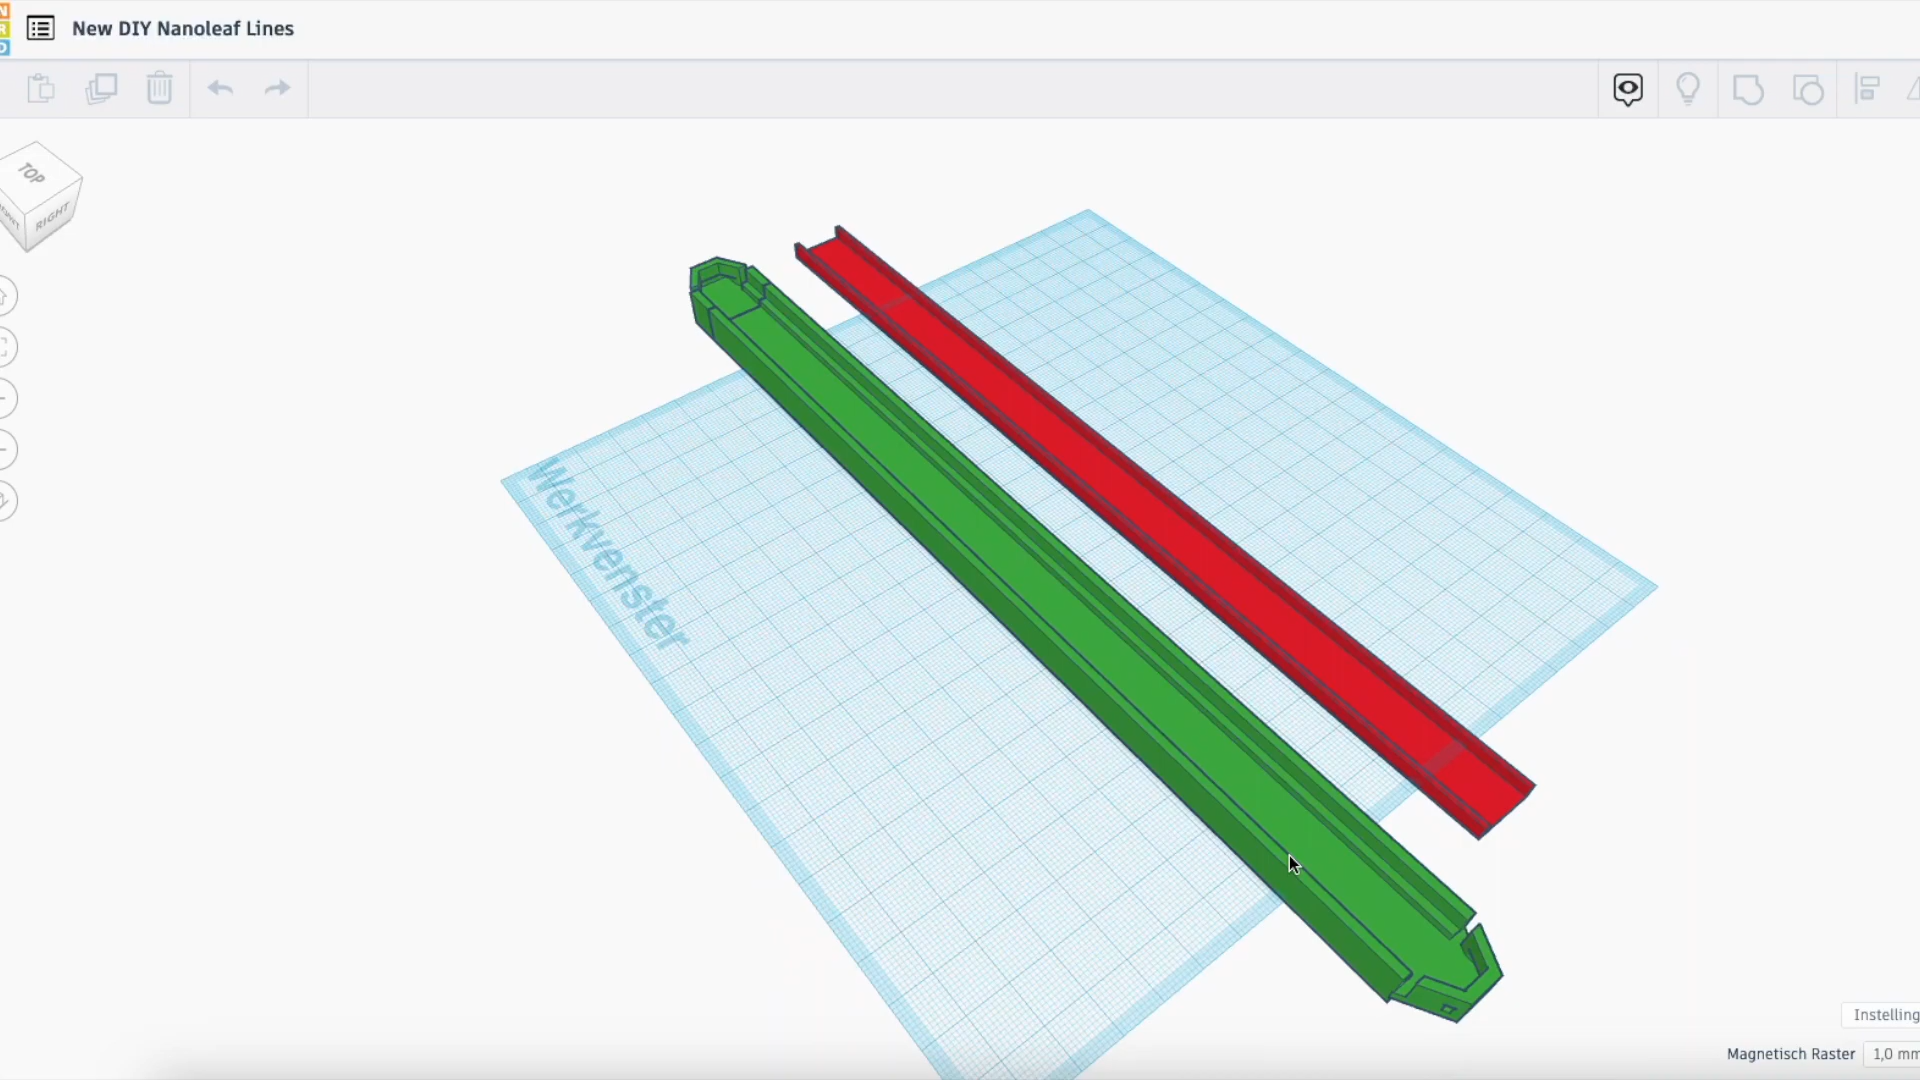 New DIY Nanoleaf Lines
TOP
RIGHT
Werkvenster
Instelling
Magnetisch Raster
1,0 mm